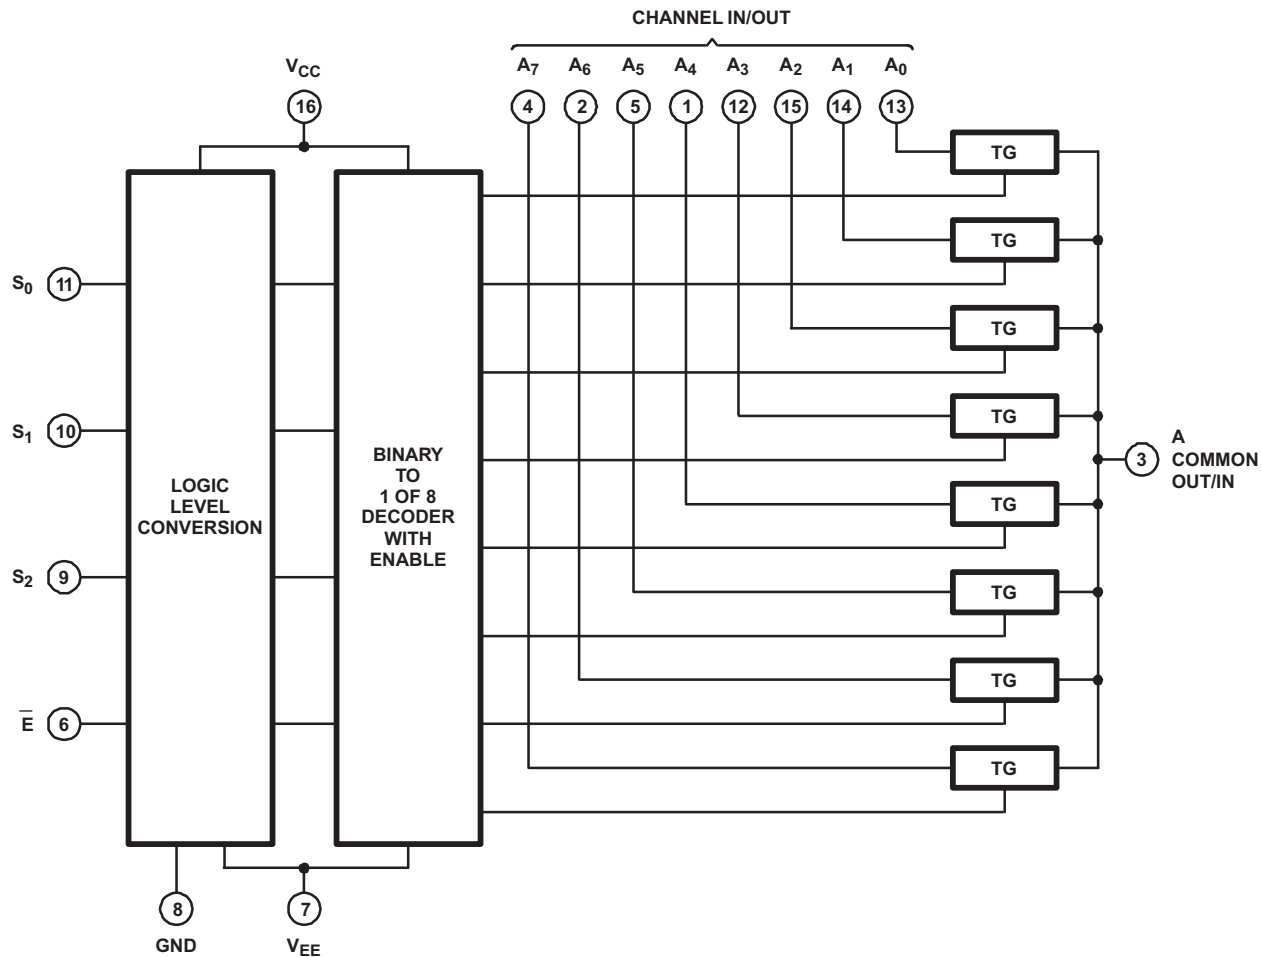 CHANNEL IN/OUT
VCC
A7 A6 A5 A4 A3 A2 A1 A0
16
4 2 5 1 12 15 14 13
TG
TG
S0 11
TG
TG
S1 10
BINARY
TO
1 OF 8
DECODER
WITH
ENABLE
A
COMMON
OUT/IN
3
LOGIC
LEVEL
CONVERSION
TG
S2 9
TG
TG
E̅ 6
TG
8
7
GND
VEE